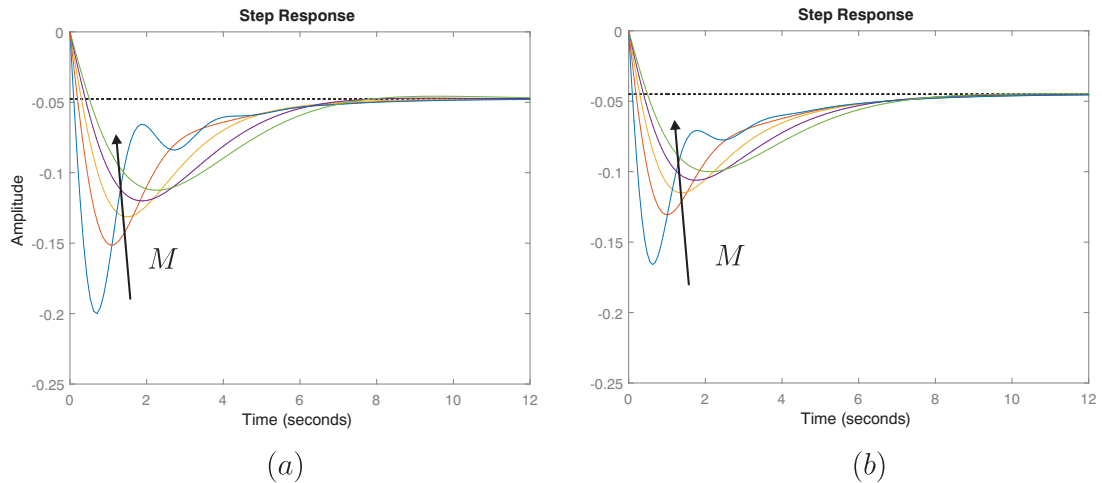 Step Response
0
-0.05
-0.1
-0.15
-0.2
-0.25
Amplitude
M
0 2 4 6 8 10 12
Time (seconds)
(a)
Step Response
0
-0.05
-0.1
-0.15
-0.2
-0.25
M
0 2 4 6 8 10 12
Time (seconds)
(b)